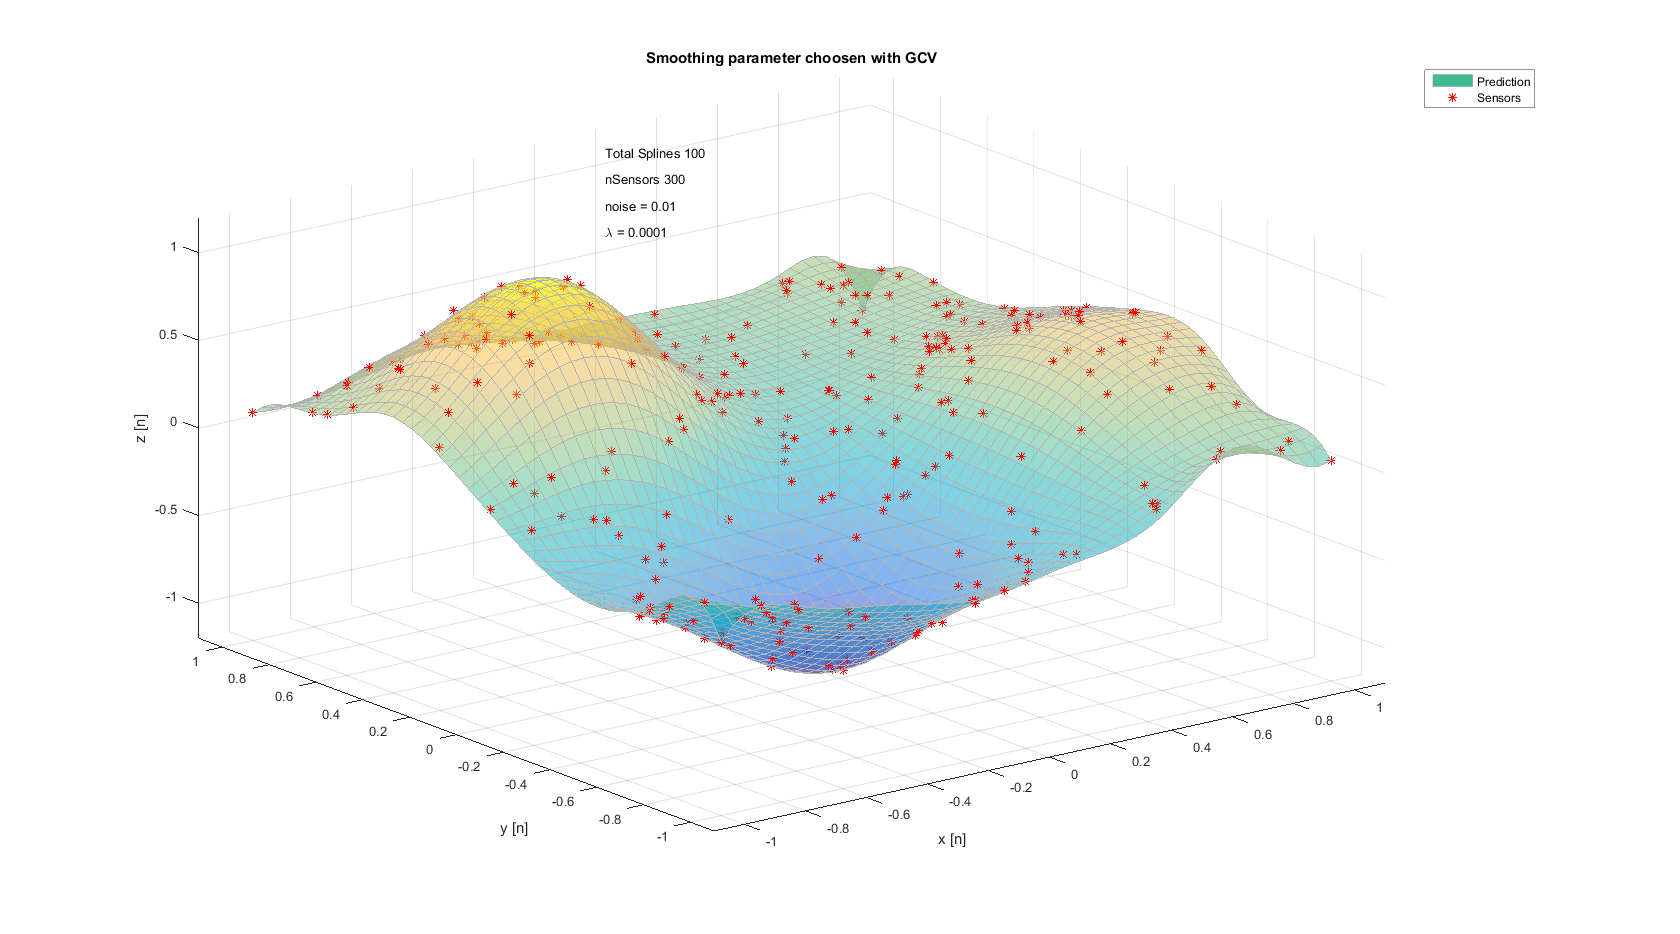 Smoothing parameter choosen with GCV
Prediction
Sensors
Total Splines 100
nSensors 300
noise = 0.01
λ = 0.0001
1
0.5
0
-0.5
-1
z [n]
1
0.8
0.6
0.4
0.2
0
-0.2
-0.4
-0.6
-0.8
-1
y [n]
-1
-0.8
-0.6
-0.4
-0.2
0
0.2
0.4
0.6
0.8
1
x [n]